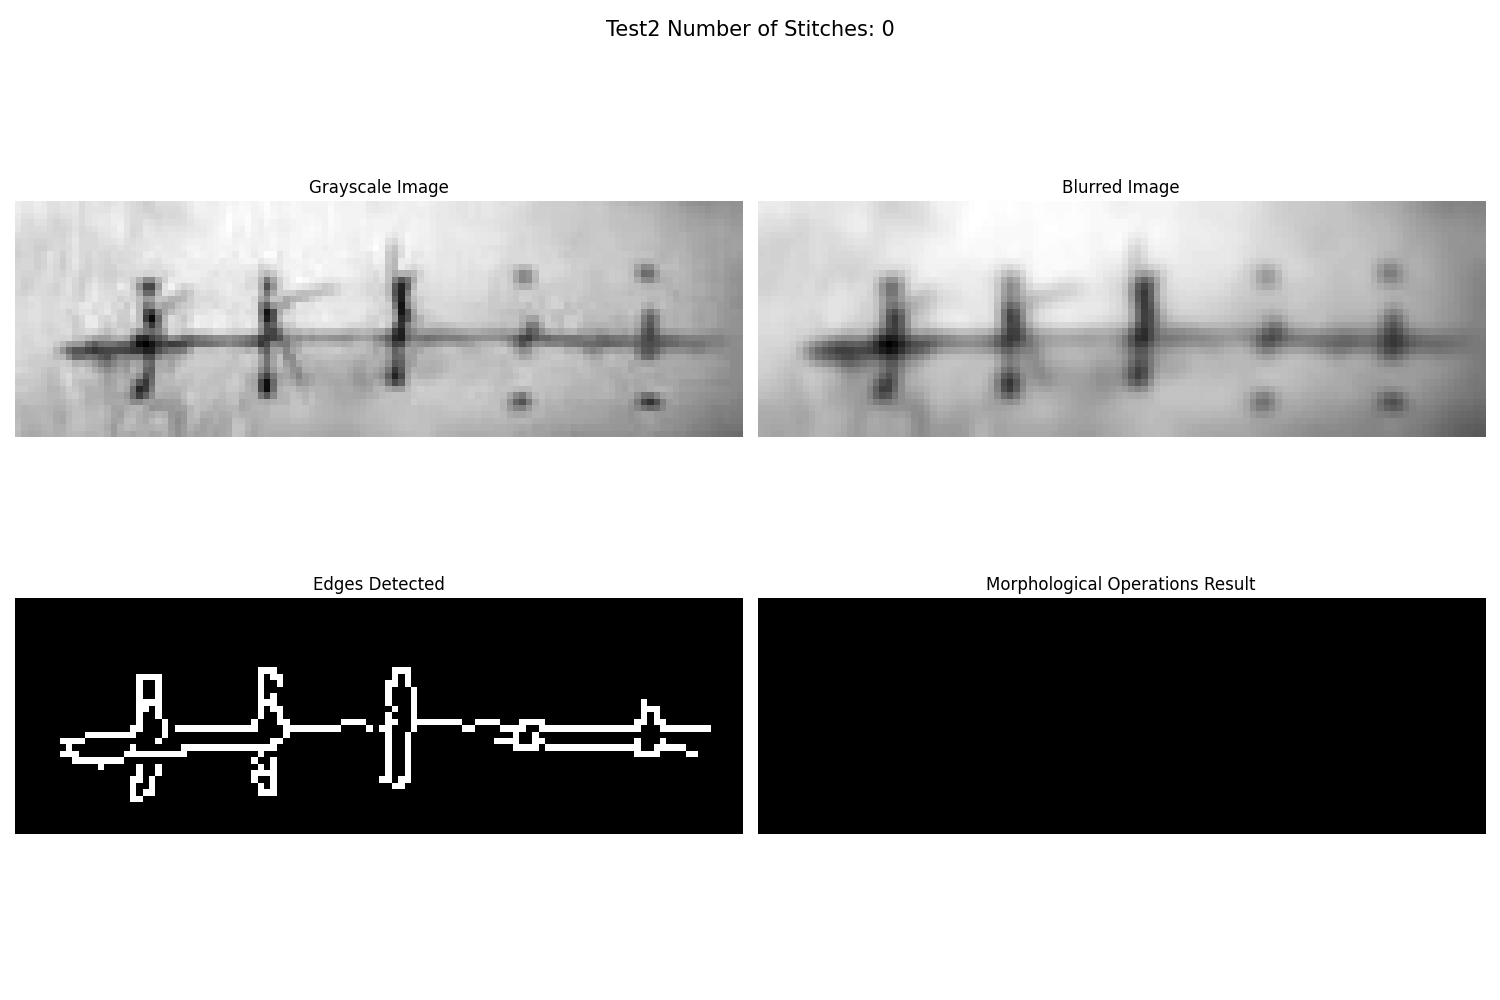 Test2 Number of Stitches: 0
Grayscale Image
Blurred Image
Edges Detected
Morphological Operations Result